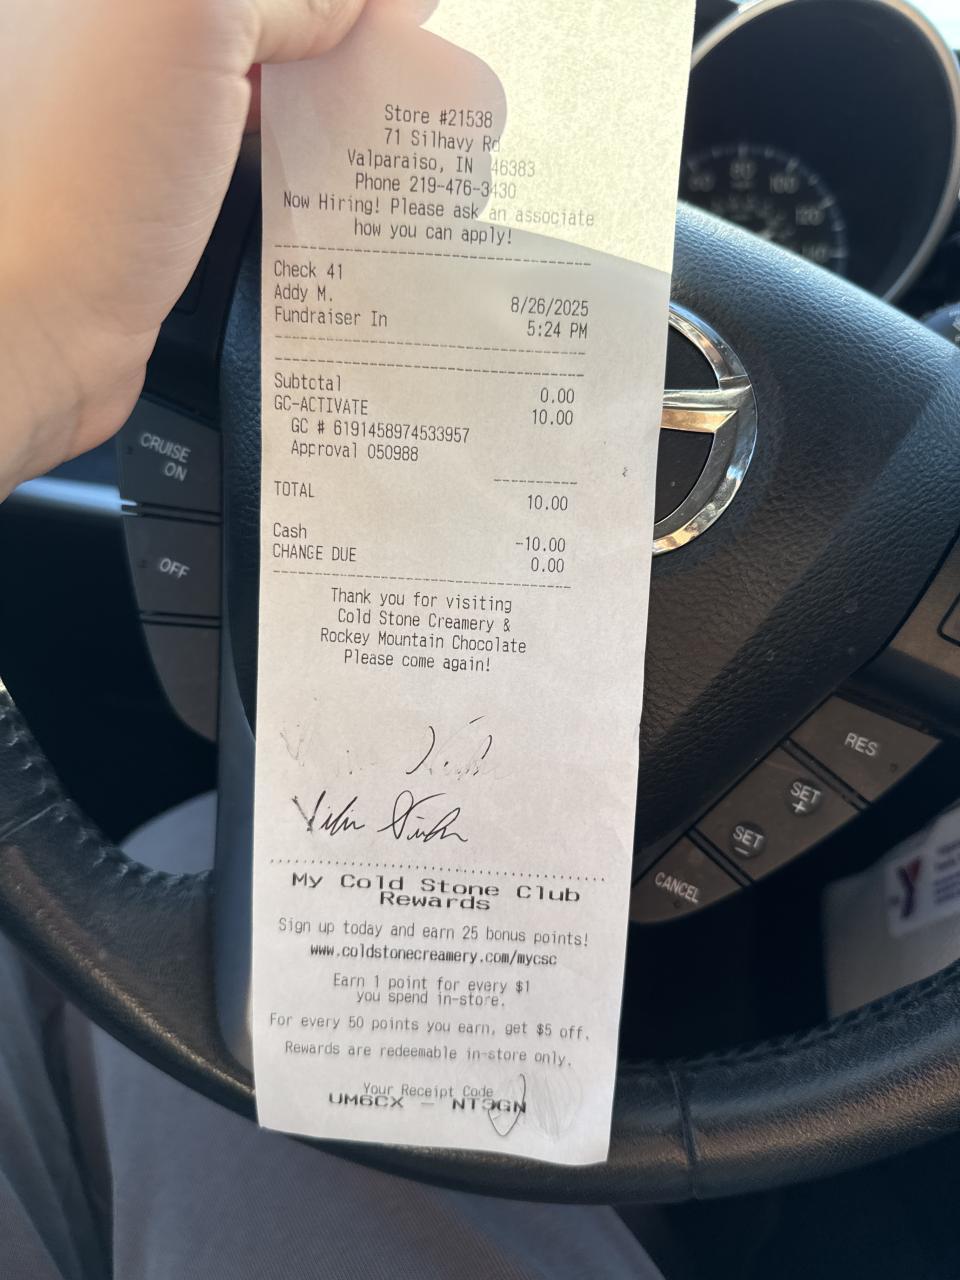 Store #21538
71 Silhavy Rd
Valparaiso, IN 46383
Phone 219-476-3430
Now Hiring! Please ask an associate
how you can apply!
Check 41
Addy M. 8/26/2025
Fundraiser In 5:24 PM
Subtotal 0.00
GC-ACTIVATE 10.00
GC # 6191458974533957
Approval 050988
TOTAL 10.00
Cash -10.00
CHANGE DUE 0.00
Thank you for visiting
Cold Stone Creamery &
Rockey Mountain Chocolate
Please come again!
My Cold Stone Club
Rewards
Sign up today and earn 25 bonus points!
www.coldstonecreamery.com/mycsc
Earn 1 point for every $1
you spend in-store.
For every 50 points you earn, get $5 off.
Rewards are redeemable in-store only.
Your Receipt Code
UM6CX - NT9GN
CRUISE
ON
OFF
RES
SET
+
SET
-
CANCEL
80
100
120